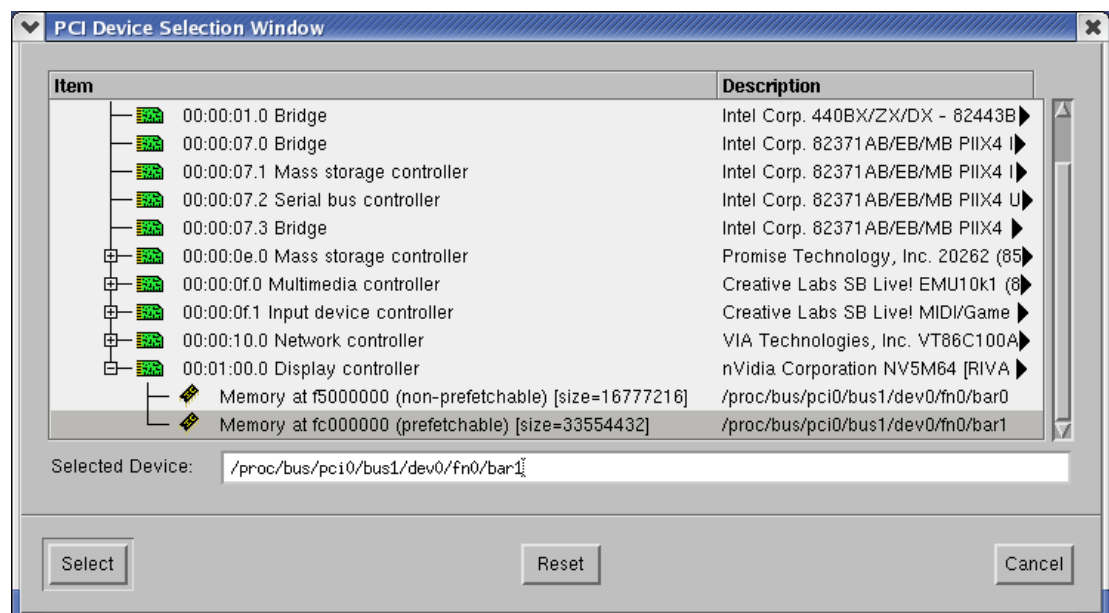 PCI Device Selection Window
Item Description
00:00:01.0 Bridge Intel Corp. 440BX/ZX/DX - 82443B
00:00:07.0 Bridge Intel Corp. 82371AB/EB/MB PIIX4 I
00:00:07.1 Mass storage controller Intel Corp. 82371AB/EB/MB PIIX4 I
00:00:07.2 Serial bus controller Intel Corp. 82371AB/EB/MB PIIX4 U
00:00:07.3 Bridge Intel Corp. 82371AB/EB/MB PIIX4
00:00:0e.0 Mass storage controller Promise Technology, Inc. 20262 (85
00:00:0f.0 Multimedia controller Creative Labs SB Live! EMU10k1 (8
00:00:0f.1 Input device controller Creative Labs SB Live! MIDI/Game
00:00:10.0 Network controller VIA Technologies, Inc. VT86C100A
00:01:00.0 Display controller nVidia Corporation NV5M64 [RIVA
Memory at f5000000 (non-prefetchable) [size=16777216] /proc/bus/pci0/bus1/dev0/fn0/bar0
Memory at fc000000 (prefetchable) [size=33554432] /proc/bus/pci0/bus1/dev0/fn0/bar1
Selected Device: /proc/bus/pci0/bus1/dev0/fn0/bar1
Select Reset Cancel